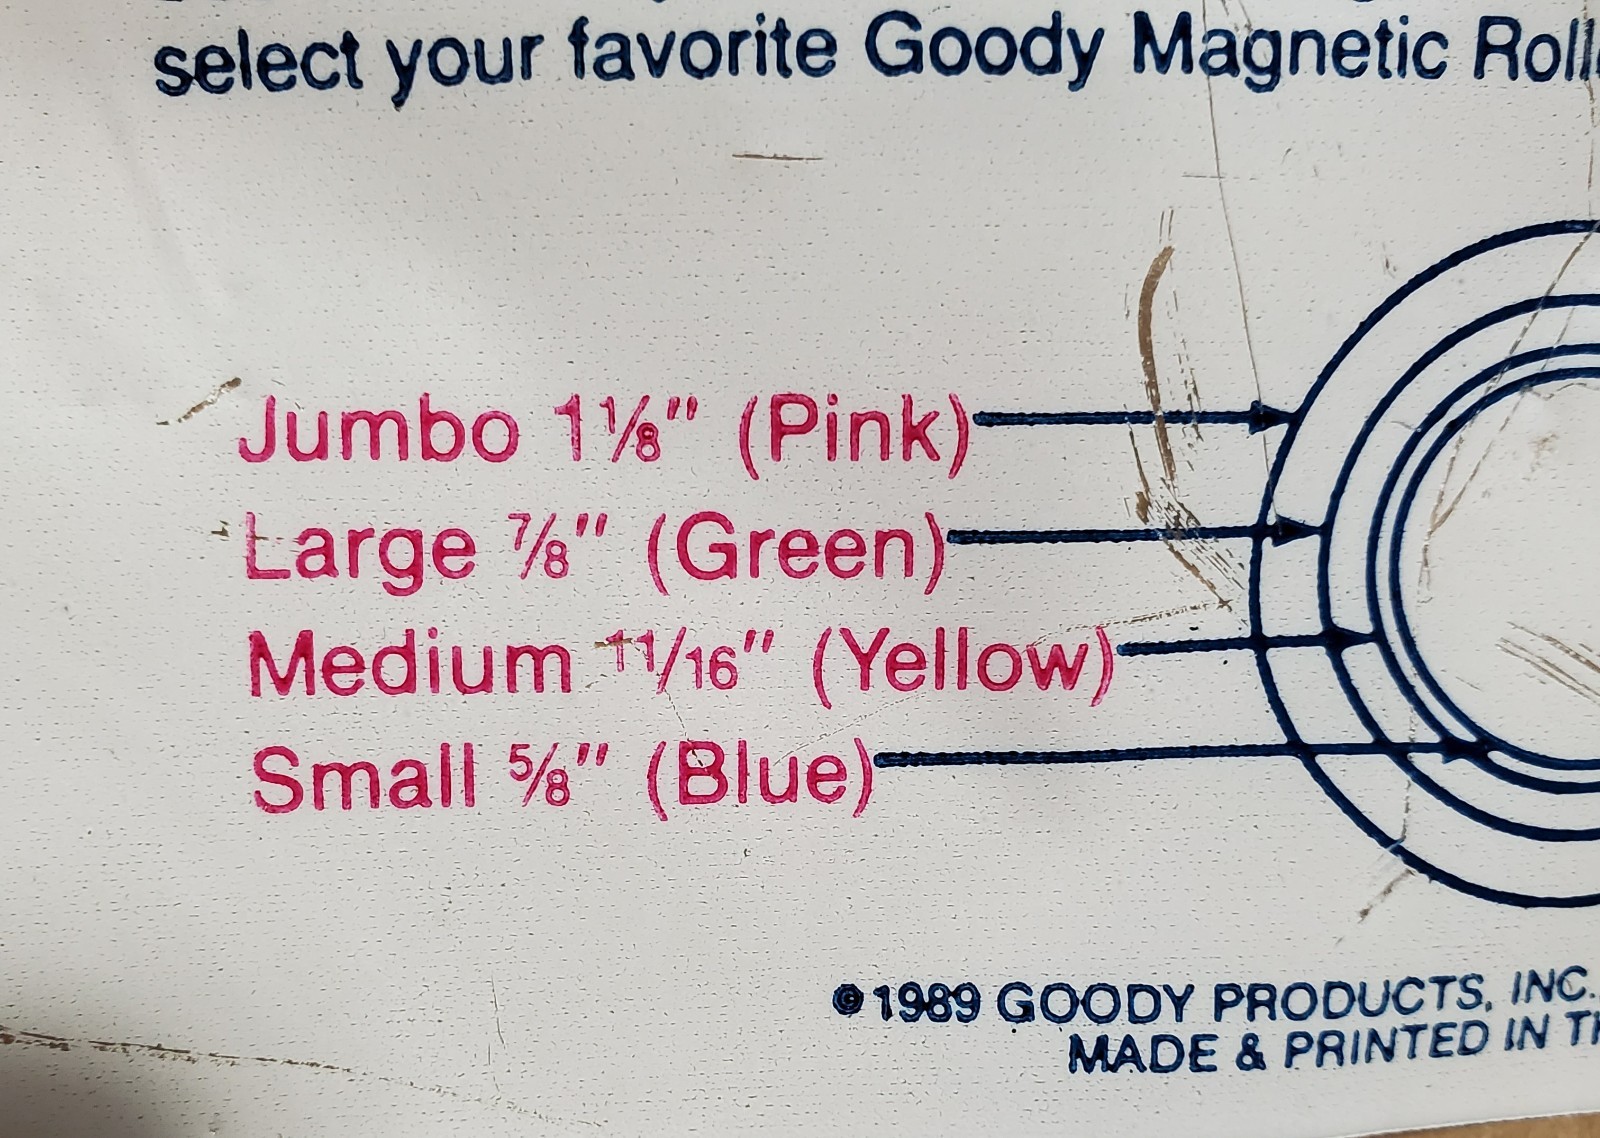 select your favorite Goody Magnetic
Jumbo 1⅛" (Pink)
Large ⅞" (Green)
Medium 11/16" (Yellow)
Small ⅝" (Blue)
©1989 GOODY PRODUCTS, INC.
MADE & PRINTED IN